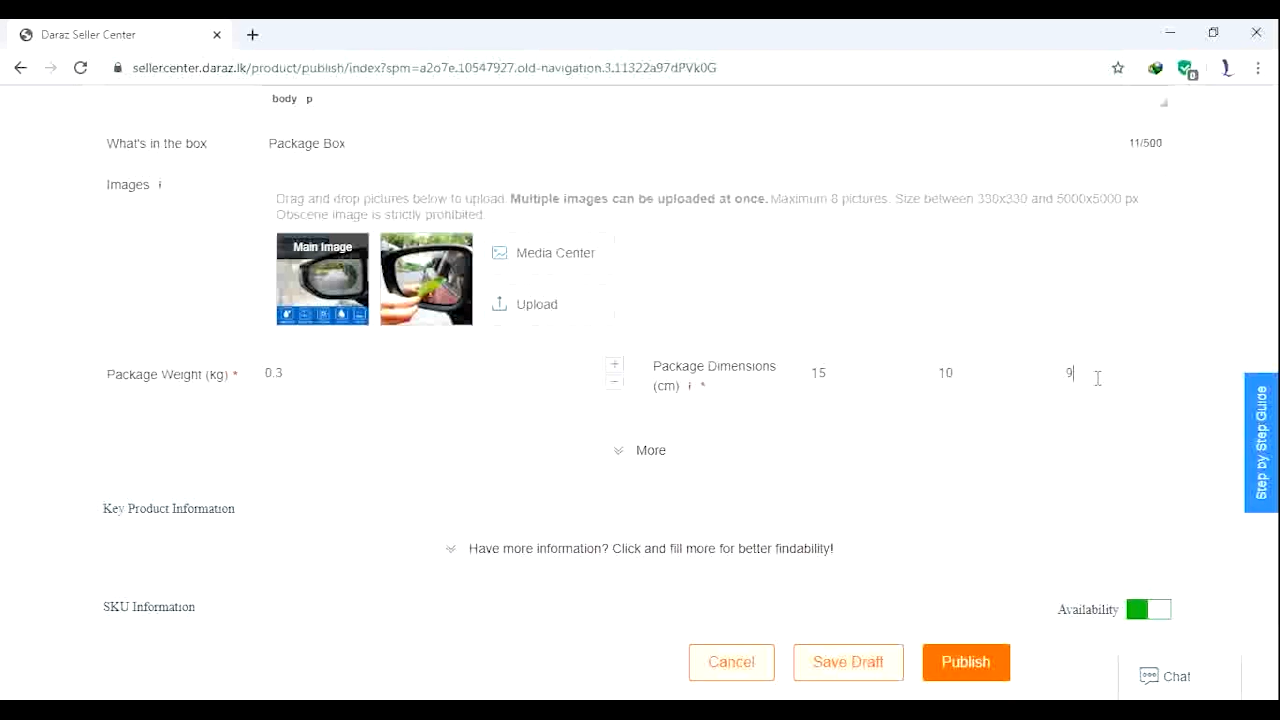 Daraz Seller Center
sellercenter.daraz.lk/product/publish/index?spm=a2o7e.10547927.old-navigation.3.11322a97dPVk0G
0
body p
What's in the box Package Box 11/500
Images i
Drag and drop pictures below to upload. Multiple images can be uploaded at once. Maximum 8 pictures. Size between 330x330 and 5000x5000 px.
Obscene image is strictly prohibited.
Main Image
Media Center
Upload
Package Weight (kg) * 0.3 Package Dimensions (cm) i * 15 10 9
More
Step by Step Guide
Key Product Information
Have more information? Click and fill more for better findability!
SKU Information Availability
Cancel Save Draft Publish
Chat